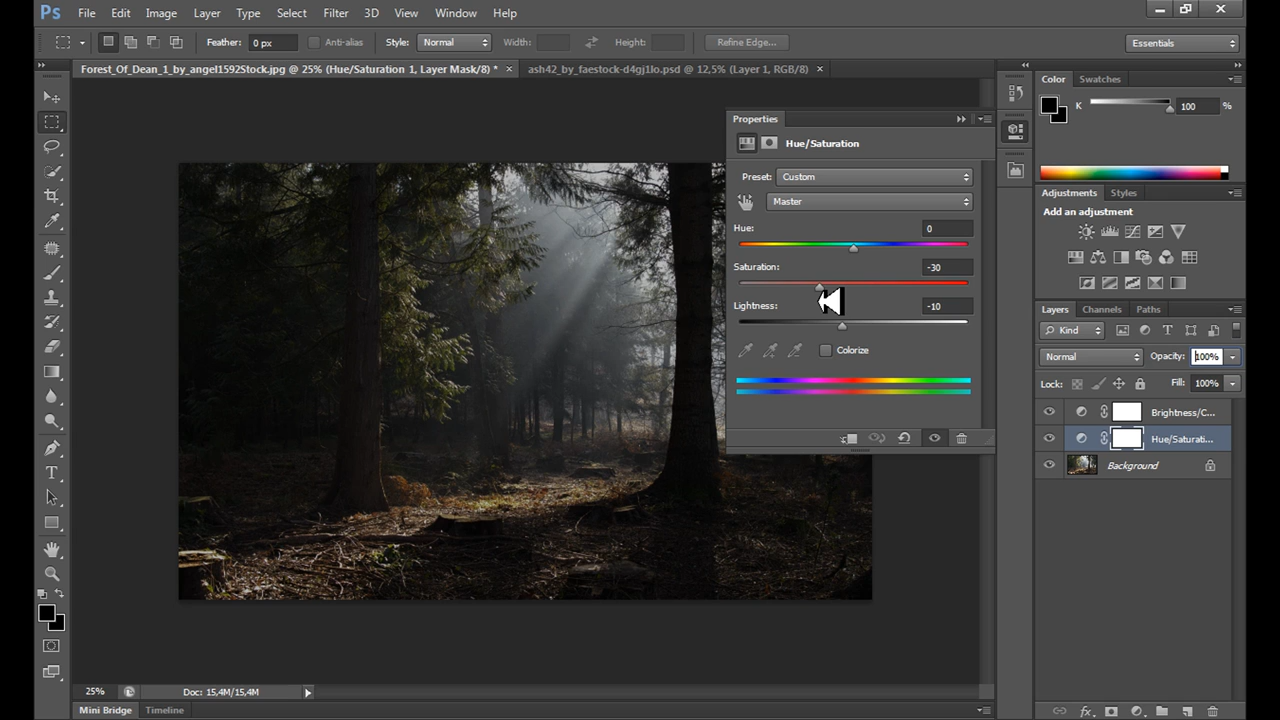 Ps File Edit Image Layer Type Select Filter 3D View Window Help
Feather: 0 px Anti-alias Style: Normal Width: Height: Refine Edge... Essentials
Forest_Of_Dean_1_by_angel1592Stock.jpg @ 25% (Hue/Saturation 1, Layer Mask/8) * × ash42_by_faestock-d4gj1lo.psd @ 12,5% (Layer 1, RGB/8) ×
Color Swatches
K 100 %
Properties
Hue/Saturation
Preset: Custom
Master
Hue: 0
Saturation: -30
Lightness: -10
Colorize
Adjustments Styles
Add an adjustment
Layers Channels Paths
Kind
Normal Opacity: 100%
Lock: Fill: 100%
Brightness/C...
Hue/Saturati...
Background
25% Doc: 15,4M/15,4M
Mini Bridge Timeline